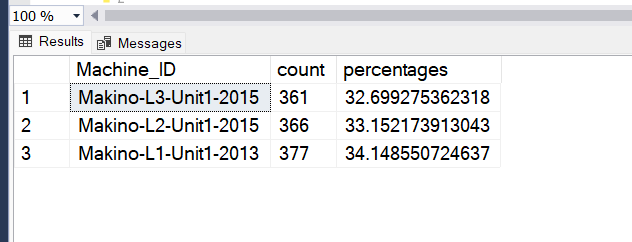 100 %
Results Messages
Machine_ID count percentages
1 Makino-L3-Unit1-2015 361 32.699275362318
2 Makino-L2-Unit1-2015 366 33.152173913043
3 Makino-L1-Unit1-2013 377 34.148550724637